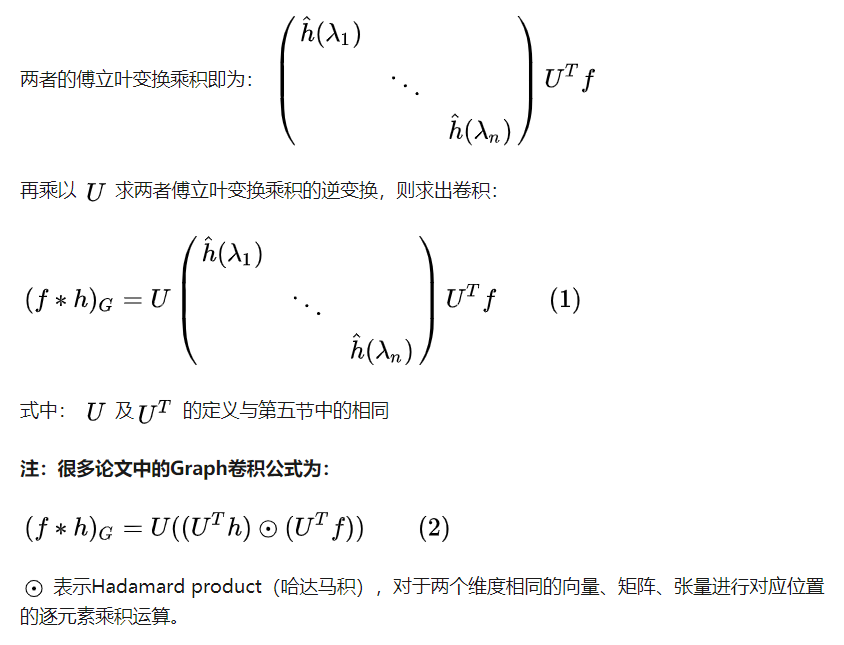 两者的傅立叶变换乘积即为： $\begin{pmatrix} \hat{h}(\lambda_1) & & \\ & \ddots & \\ & & \hat{h}(\lambda_n) \end{pmatrix} U^T f$
再乘以 $U$ 求两者傅立叶变换乘积的逆变换，则求出卷积：
$(f * h)_G = U \begin{pmatrix} \hat{h}(\lambda_1) & & \\ & \ddots & \\ & & \hat{h}(\lambda_n) \end{pmatrix} U^T f \qquad (1)$
式中： $U$ 及 $U^T$ 的定义与第五节中的相同
注：很多论文中的Graph卷积公式为：
$(f * h)_G = U((U^T h) \odot (U^T f)) \qquad (2)$
$\odot$ 表示Hadamard product（哈达马积），对于两个维度相同的向量、矩阵、张量进行对应位置
的逐元素乘积运算。